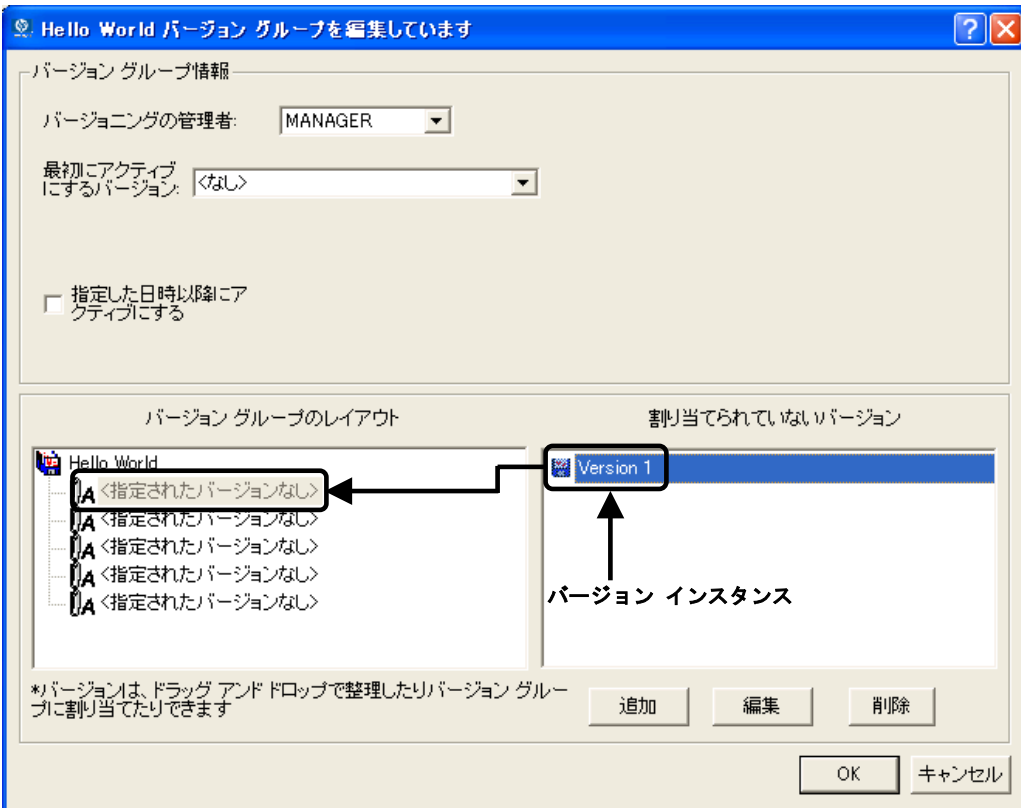 Hello World バージョン グループを編集しています
バージョン グループ情報
バージョニングの管理者:
MANAGER
最初にアクティブ
にするバージョン:
<なし>
指定した日時以降にア
クティブにする
バージョン グループのレイアウト
割り当てられていないバージョン
Hello World
<指定されたバージョンなし>
<指定されたバージョンなし>
<指定されたバージョンなし>
<指定されたバージョンなし>
<指定されたバージョンなし>
Version 1
バージョン インスタンス
*バージョンは、ドラッグ アンド ドロップで整理したりバージョン グルー
プに割り当てたりできます
追加
編集
削除
OK
キャンセル